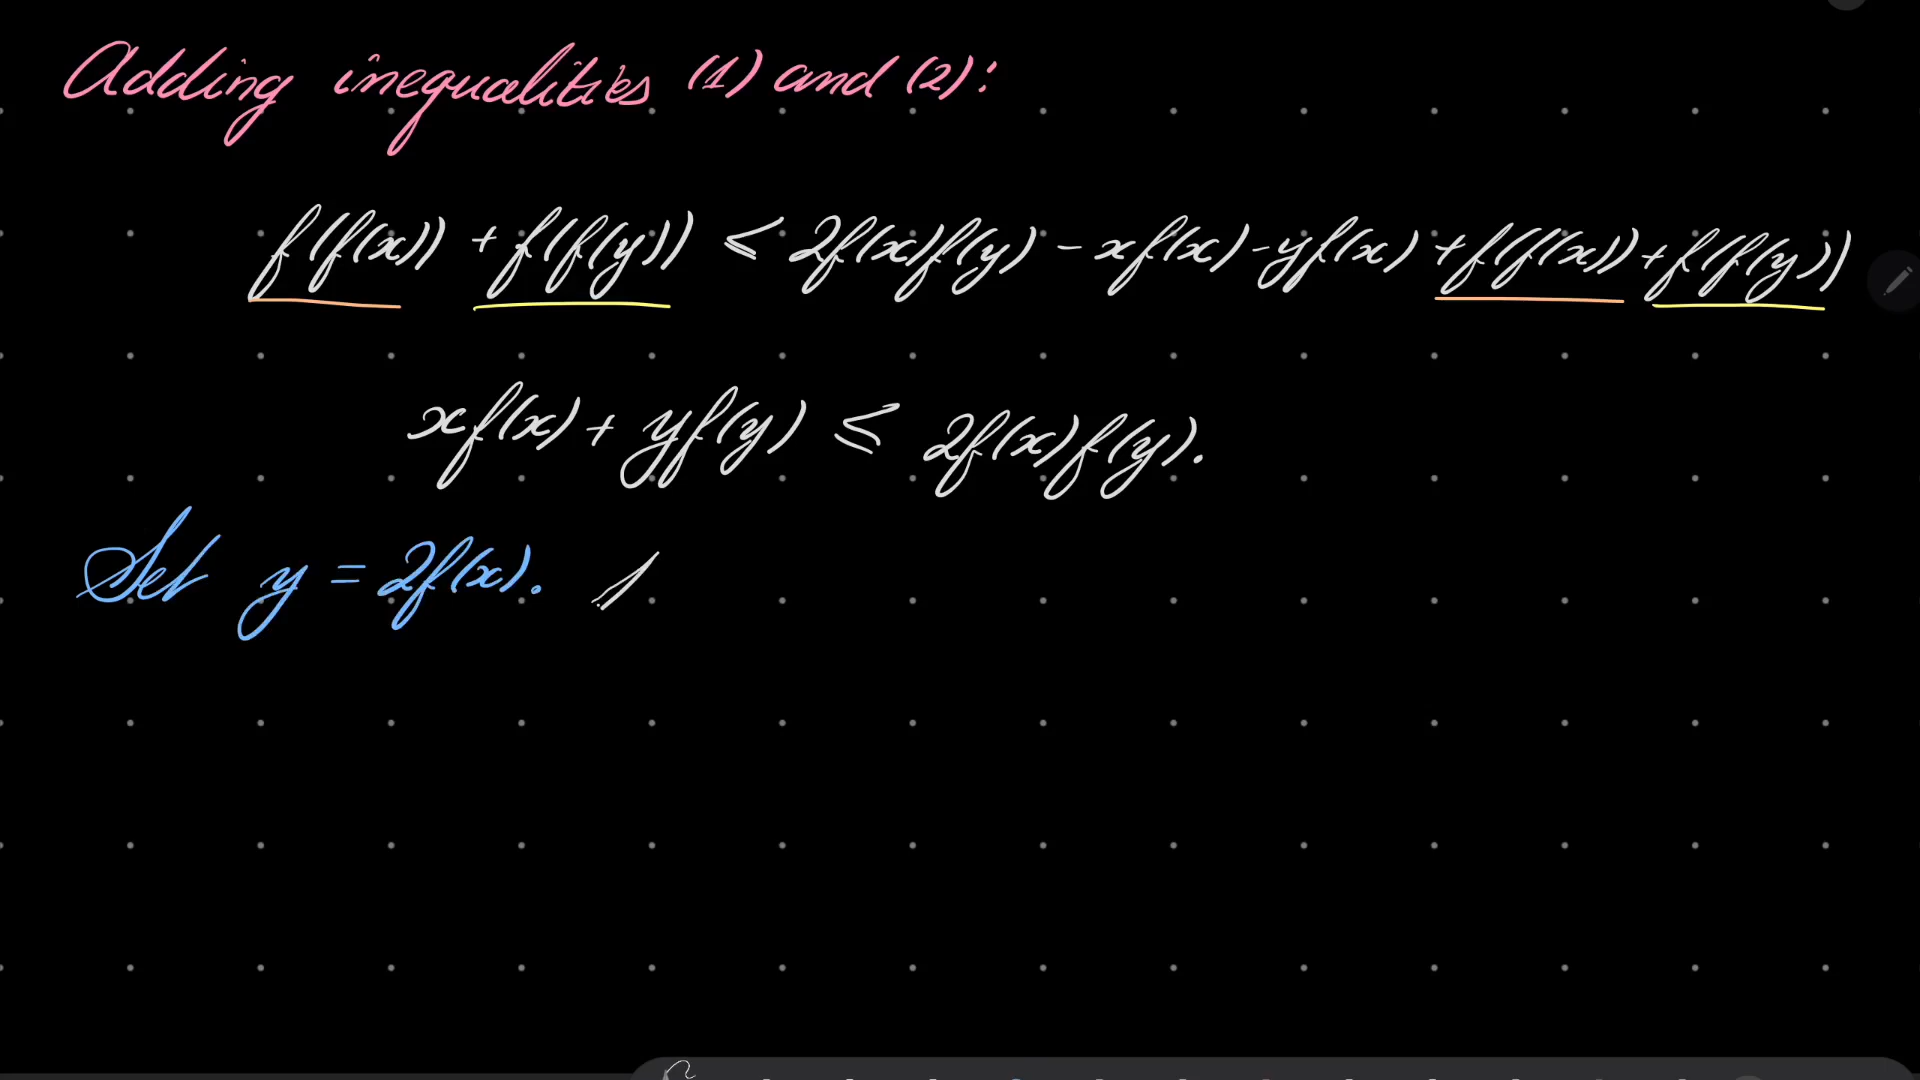 Adding inequalities (1) and (2):
f(f(x)) + f(f(y)) ≤ 2f(x)f(y) - xf(x) - yf(x) + f(f(x)) + f(f(y))
xf(x) + yf(y) ≤ 2f(x)f(y).
Set y = 2f(x).